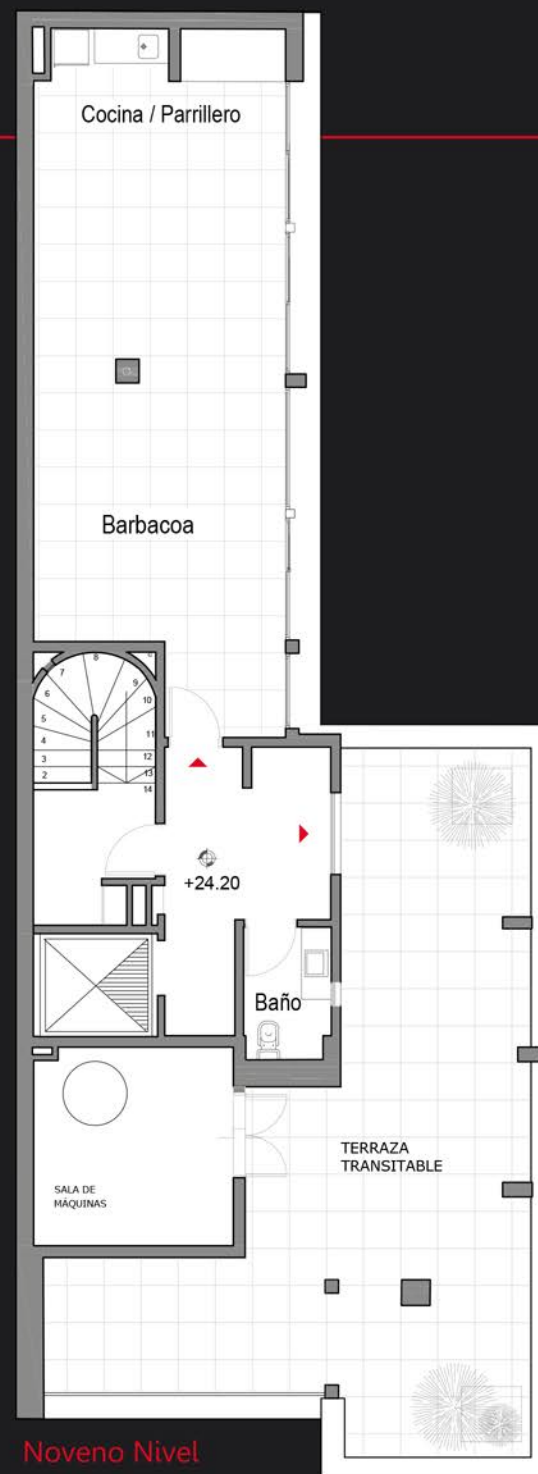 Cocina / Parrillero
Barbacoa
8
7
9
6
10
5
11
4
12
3
13
2
14
+24.20
Baño
TERRAZA
TRANSITABLE
SALA DE
MÁQUINAS
Noveno Nivel